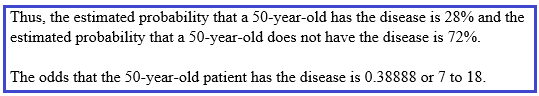 Thus, the estimated probability that a 50-year-old has the disease is 28% and the
estimated probability that a 50-year-old does not have the disease is 72%.
The odds that the 50-year-old patient has the disease is 0.38888 or 7 to 18.